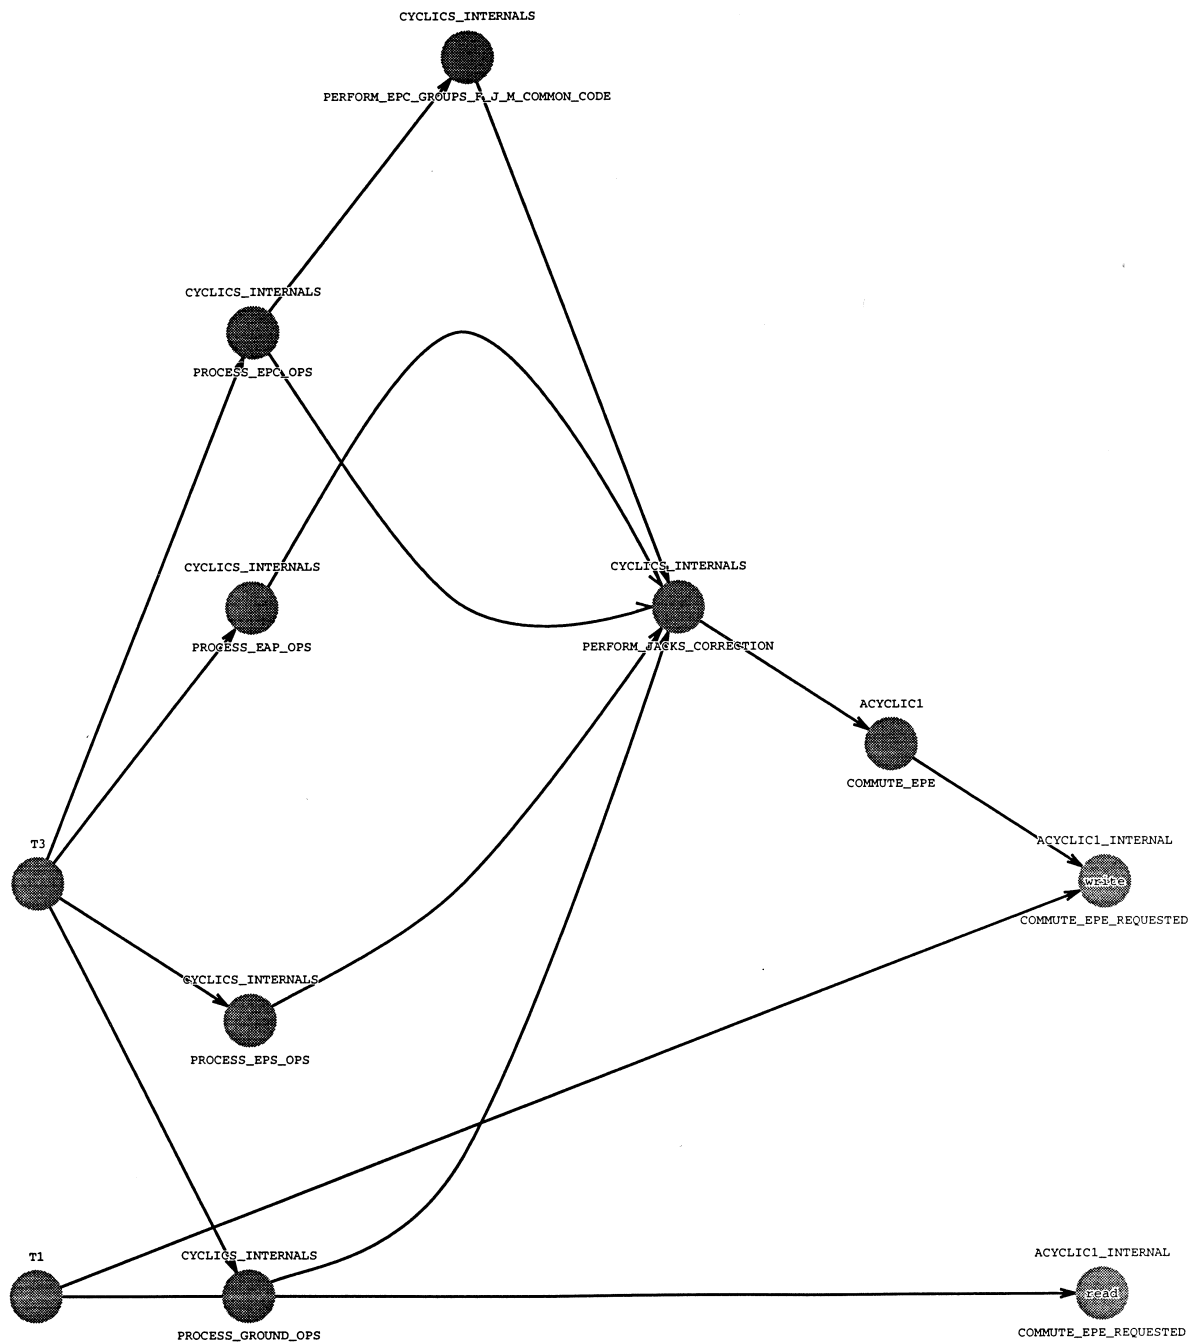 CYCLICS_INTERNALS
PERFORM_EPC_GROUPS_F_J_M_COMMON_CODE
CYCLICS_INTERNALS
PROCESS_EPC_OPS
CYCLICS_INTERNALS
CYCLICS_INTERNALS
PROCESS_EAP_OPS
PERFORM_JACKS_CORRECTION
ACYCLIC1
COMMUTE_EPE
T3
ACYCLIC1_INTERNAL
write
COMMUTE_EPE_REQUESTED
CYCLICS_INTERNALS
PROCESS_EPS_OPS
T1
CYCLICS_INTERNALS
ACYCLIC1_INTERNAL
read
PROCESS_GROUND_OPS
COMMUTE_EPE_REQUESTED